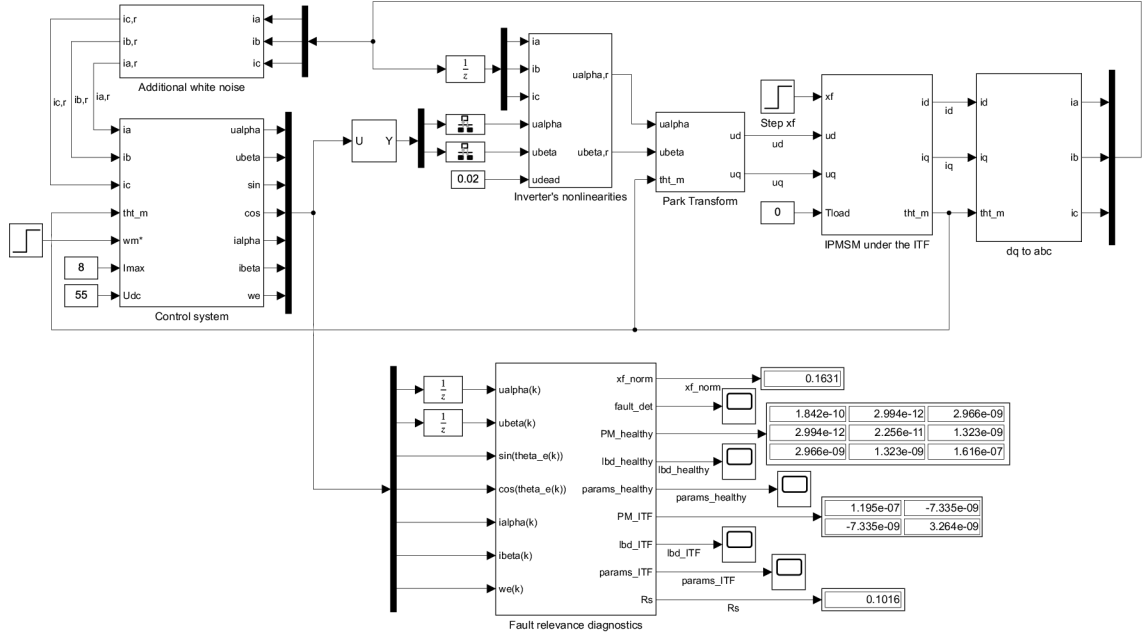 ic,r
ib,r
ia,r
ia
ib
ic
Additional white noise
ic,r
ib,r
ia,r
ia
ib
ic
tht_m
wm*
Imax
Udc
ualpha
ubeta
sin
cos
ialpha
ibeta
we
Control system
8
55
U
Y
1
z
ia
ib
ic
ualpha
ubeta
udead
ualpha,r
ubeta,r
Inverter's nonlinearities
0.02
ualpha
ubeta
tht_m
ud
uq
Park Transform
ud
uq
Step xf
0
xf
ud
uq
Tload
id
iq
tht_m
IPMSM under the ITF
id
iq
id
iq
tht_m
ia
ib
ic
dq to abc
1
z
1
z
ualpha(k)
ubeta(k)
sin(theta_e(k))
cos(theta_e(k))
ialpha(k)
ibeta(k)
we(k)
xf_norm
fault_det
PM_healthy
lbd_healthy
params_healthy
PM_ITF
lbd_ITF
params_ITF
Rs
Fault relevance diagnostics
xf_norm
lbd_healthy
params_healthy
lbd_ITF
params_ITF
Rs
0.1631
1.842e-10 2.994e-12 2.966e-09
2.994e-12 2.256e-11 1.323e-09
2.966e-09 1.323e-09 1.616e-07
1.195e-07 -7.335e-09
-7.335e-09 3.264e-09
0.1016